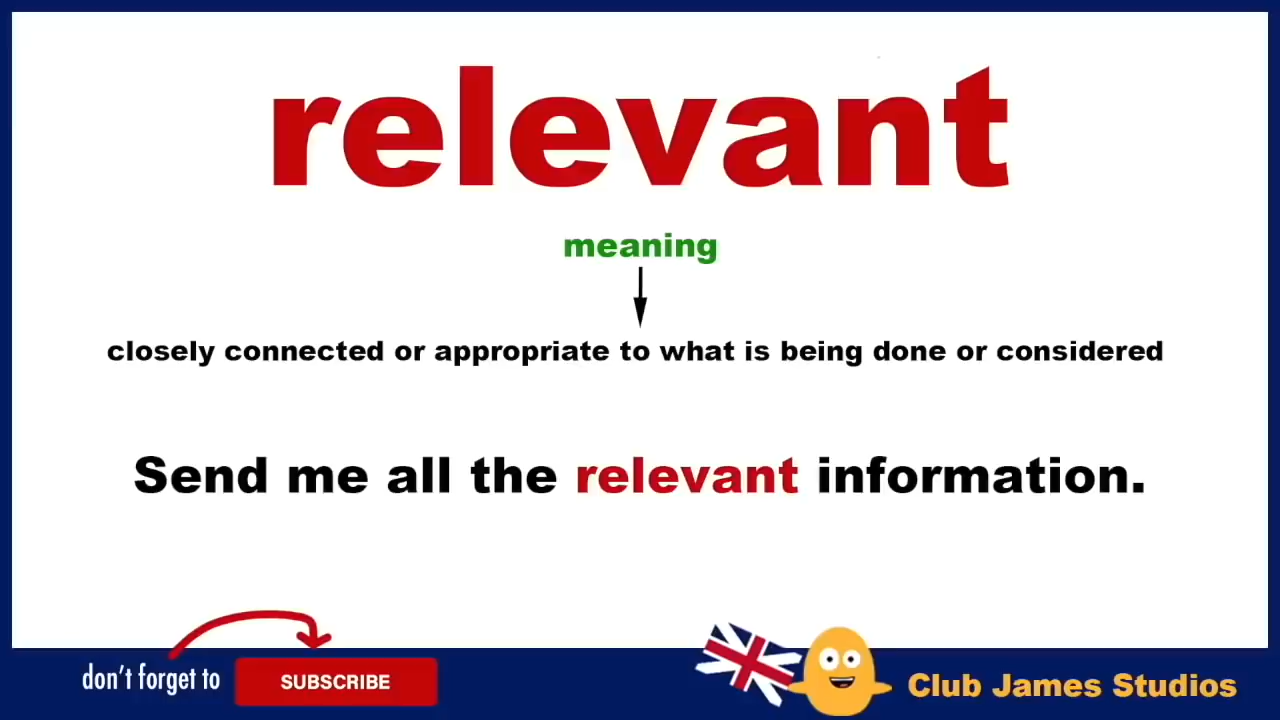 relevant
meaning
closely connected or appropriate to what is being done or considered
Send me all the relevant information.
don't forget to SUBSCRIBE
Club James Studios